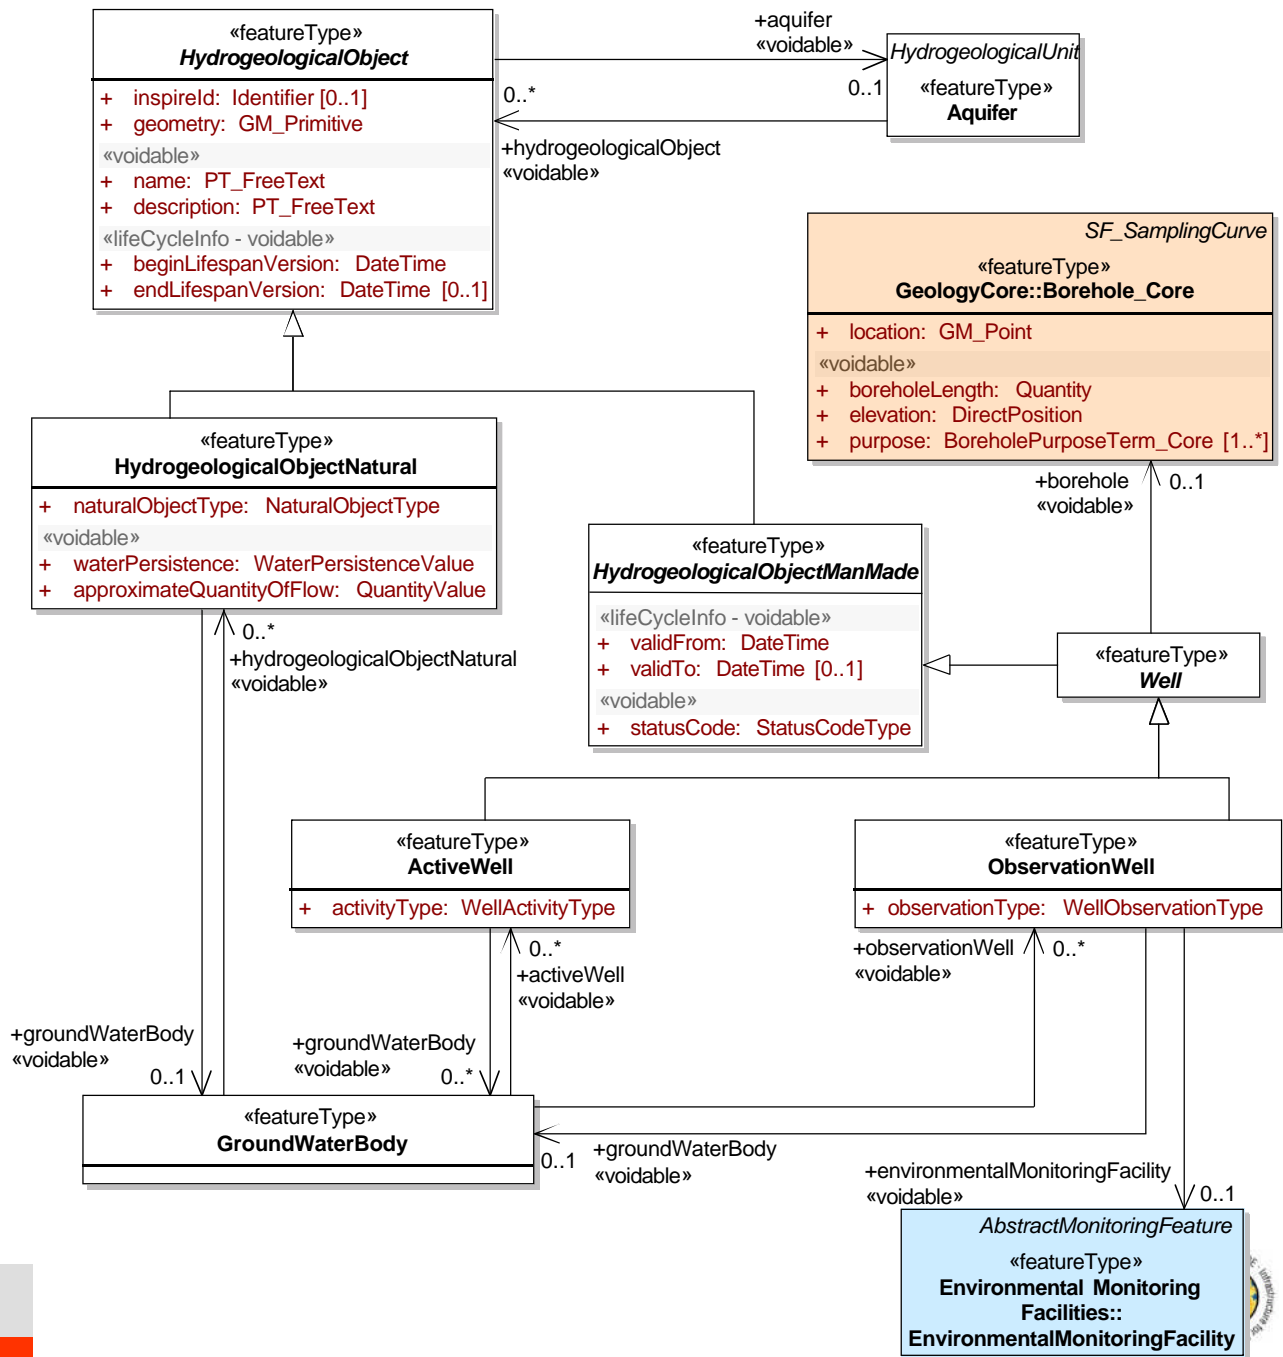 «featureType»
HydrogeologicalObject
+ inspireId: Identifier [0..1]
+ geometry: GM_Primitive
«voidable»
+ name: PT_FreeText
+ description: PT_FreeText
«lifeCycleInfo - voidable»
+ beginLifespanVersion: DateTime
+ endLifespanVersion: DateTime [0..1]
+aquifer
«voidable»
0..1
0..*
+hydrogeologicalObject
«voidable»
HydrogeologicalUnit
«featureType»
Aquifer
SF_SamplingCurve
«featureType»
GeologyCore::Borehole_Core
+ location: GM_Point
«voidable»
+ boreholeLength: Quantity
+ elevation: DirectPosition
+ purpose: BoreholePurposeTerm_Core [1..*]
+borehole
«voidable»
0..1
«featureType»
HydrogeologicalObjectNatural
+ naturalObjectType: NaturalObjectType
«voidable»
+ waterPersistence: WaterPersistenceValue
+ approximateQuantityOfFlow: QuantityValue
0..*
+hydrogeologicalObjectNatural
«voidable»
«featureType»
HydrogeologicalObjectManMade
«lifeCycleInfo - voidable»
+ validFrom: DateTime
+ validTo: DateTime [0..1]
«voidable»
+ statusCode: StatusCodeType
«featureType»
Well
«featureType»
ActiveWell
+ activityType: WellActivityType
«featureType»
ObservationWell
+ observationType: WellObservationType
0..*
+activeWell
«voidable»
+observationWell
«voidable»
0..*
+groundWaterBody
«voidable»
0..1
+groundWaterBody
«voidable»
0..*
«featureType»
GroundWaterBody
0..1
+groundWaterBody
«voidable»
+environmentalMonitoringFacility
«voidable»
0..1
AbstractMonitoringFeature
«featureType»
Environmental Monitoring
Facilities::
EnvironmentalMonitoringFacility